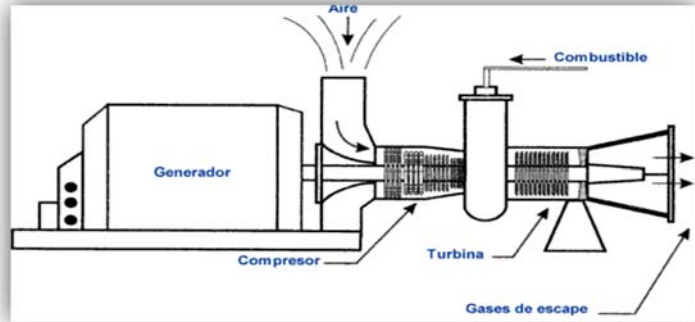 Aire
Combustible
Generador
Compresor
Turbina
Gases de escape